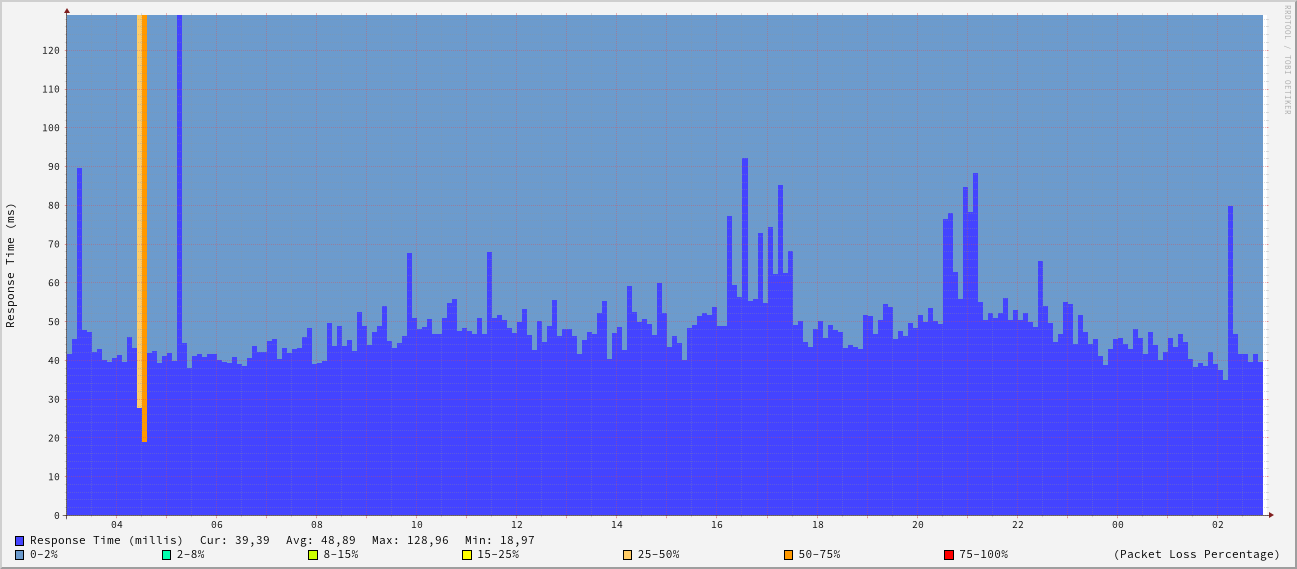 RRDTOOL / TOBI OETIKER
Response Time (ms)
120
110
100
90
80
70
60
50
40
30
20
10
0
04 06 08 10 12 14 16 18 20 22 00 02
Response Time (millis) Cur: 39,39 Avg: 48,89 Max: 128,96 Min: 18,97
0-2% 2-8% 8-15% 15-25% 25-50% 50-75% 75-100% (Packet Loss Percentage)